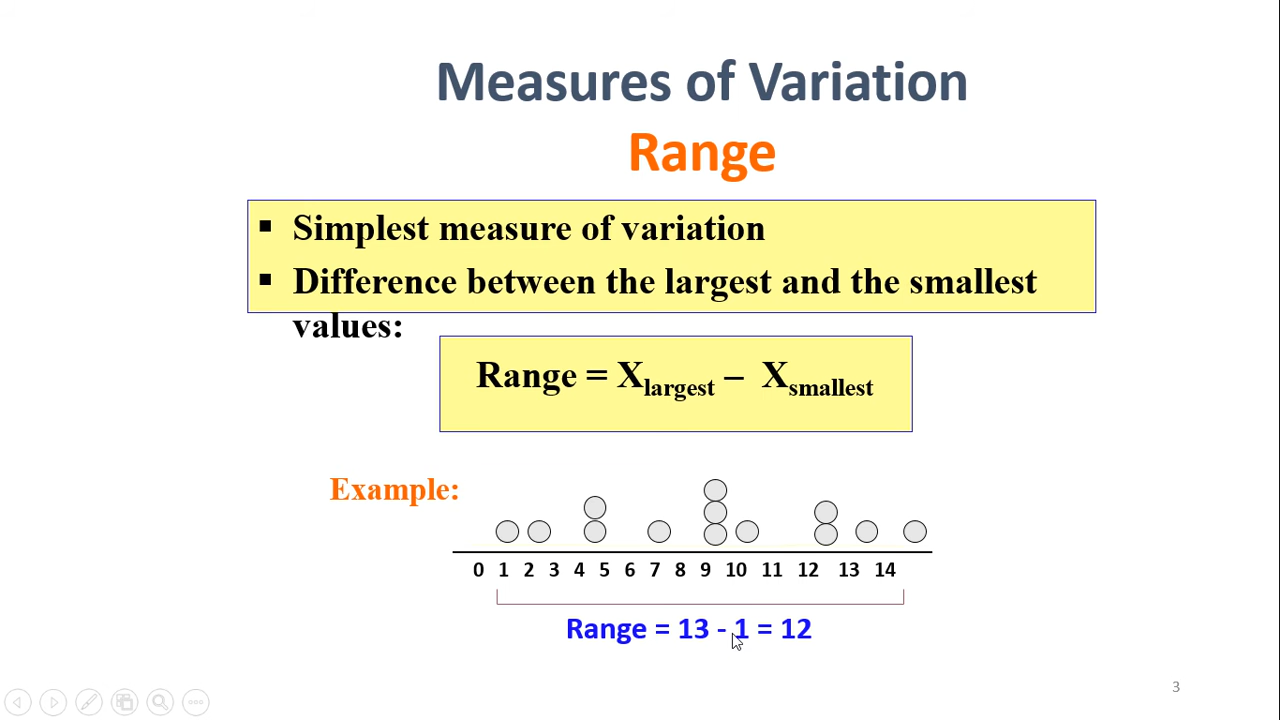 Measures of Variation
Range
▪ Simplest measure of variation
▪ Difference between the largest and the smallest
values:
Range = Xlargest – Xsmallest
Example:
0 1 2 3 4 5 6 7 8 9 10 11 12 13 14
Range = 13 - 1 = 12
3